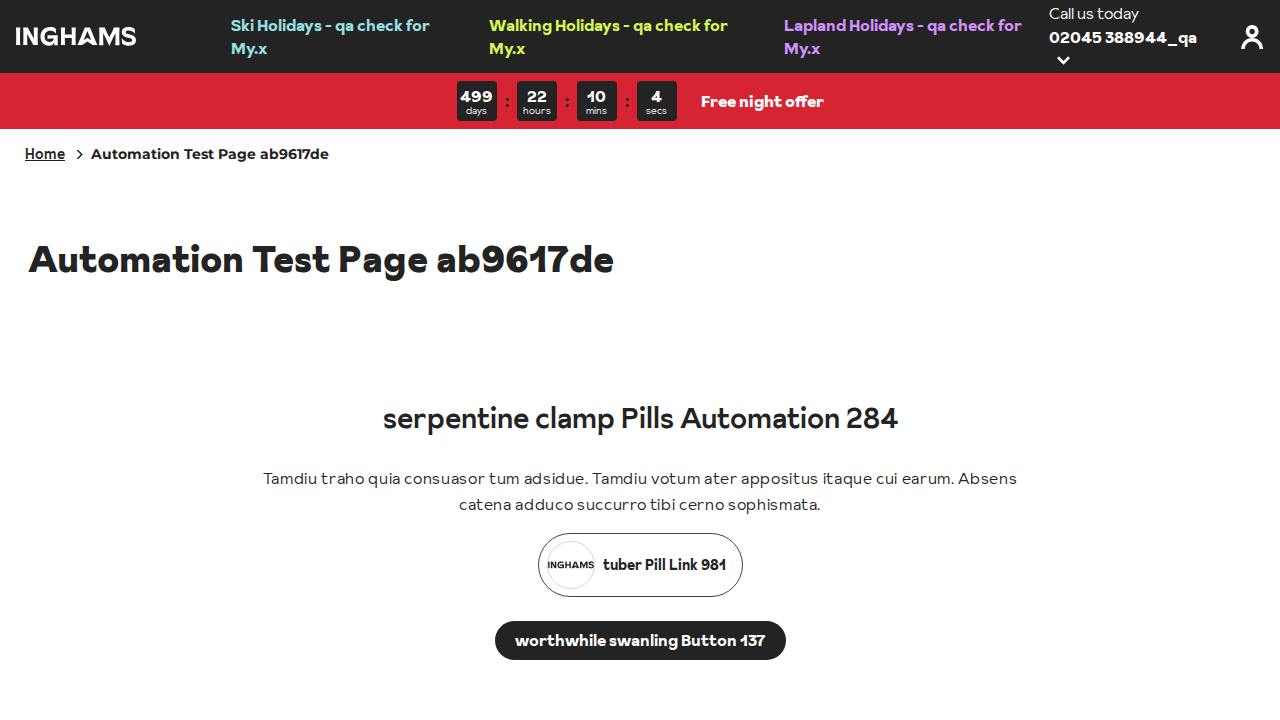 INGHAMS
Ski Holidays - qa check for
My.x
Walking Holidays - qa check for
My.x
Lapland Holidays - qa check for
My.x
Call us today
02045 388944_qa
499 : 22 : 10 : 4
days hours mins secs
Free night offer
Home > Automation Test Page ab9617de
Automation Test Page ab9617de
serpentine clamp Pills Automation 284
Tamdiu traho quia consuasor tum adsidue. Tamdiu votum ater appositus itaque cui earum. Absens
catena adduco succurro tibi cerno sophismata.
INGHAMS tuber Pill Link 981
worthwhile swanling Button 137